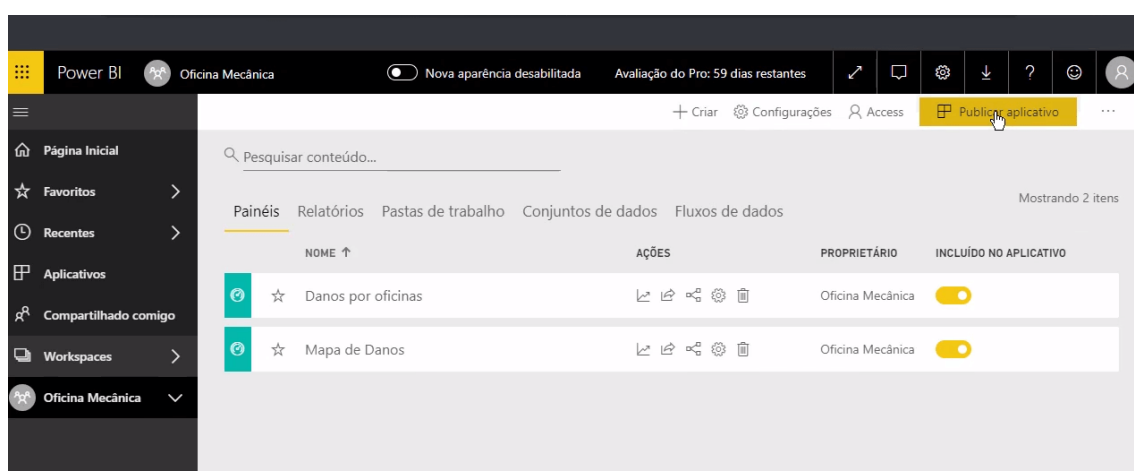 Power BI Oficina Mecânica Nova aparência desabilitada Avaliação do Pro: 59 dias restantes ?
+ Criar Configurações Access Publicar aplicativo ...
Página Inicial
Favoritos
Recentes
Aplicativos
Compartilhado comigo
Workspaces
Oficina Mecânica
Pesquisar conteúdo...
Mostrando 2 itens
Painéis Relatórios Pastas de trabalho Conjuntos de dados Fluxos de dados
NOME ↑ AÇÕES PROPRIETÁRIO INCLUÍDO NO APLICATIVO
Danos por oficinas Oficina Mecânica
Mapa de Danos Oficina Mecânica